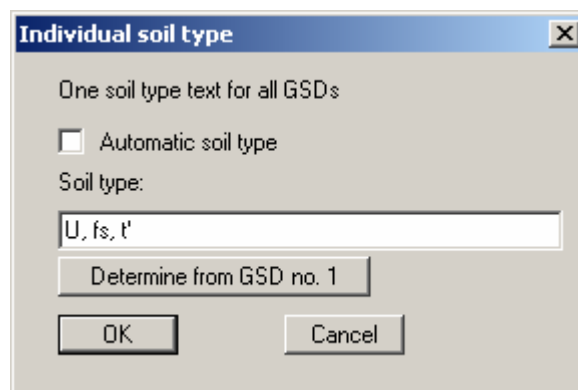 Individual soil type
One soil type text for all GSDs
Automatic soil type
Soil type:
U, fs, t'
Determine from GSD no. 1
OK Cancel